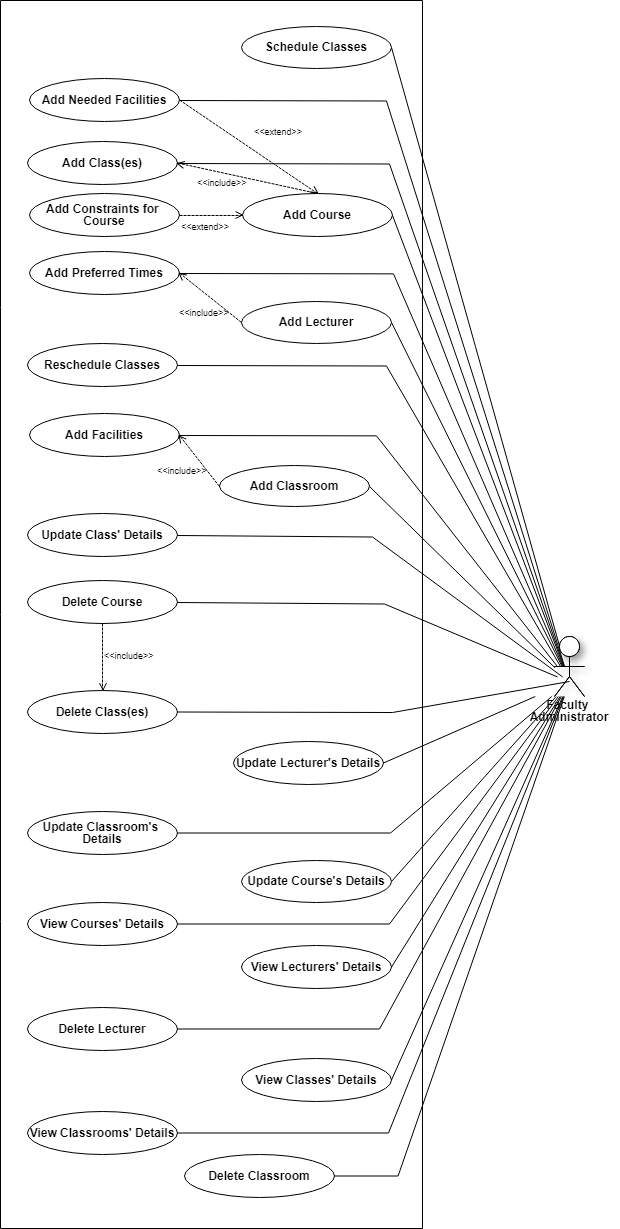 Schedule Classes
Add Needed Facilities
<<extend>>
Add Class(es)
<<include>>
Add Constraints for
Course
Add Course
<<extend>>
Add Preferred Times
<<include>>
Add Lecturer
Reschedule Classes
Add Facilities
<<include>>
Add Classroom
Update Class' Details
Delete Course
<<include>>
Delete Class(es)
Faculty
Administrator
Update Lecturer's Details
Update Classroom's
Details
Update Course's Details
View Courses' Details
View Lecturers' Details
Delete Lecturer
View Classes' Details
View Classrooms' Details
Delete Classroom